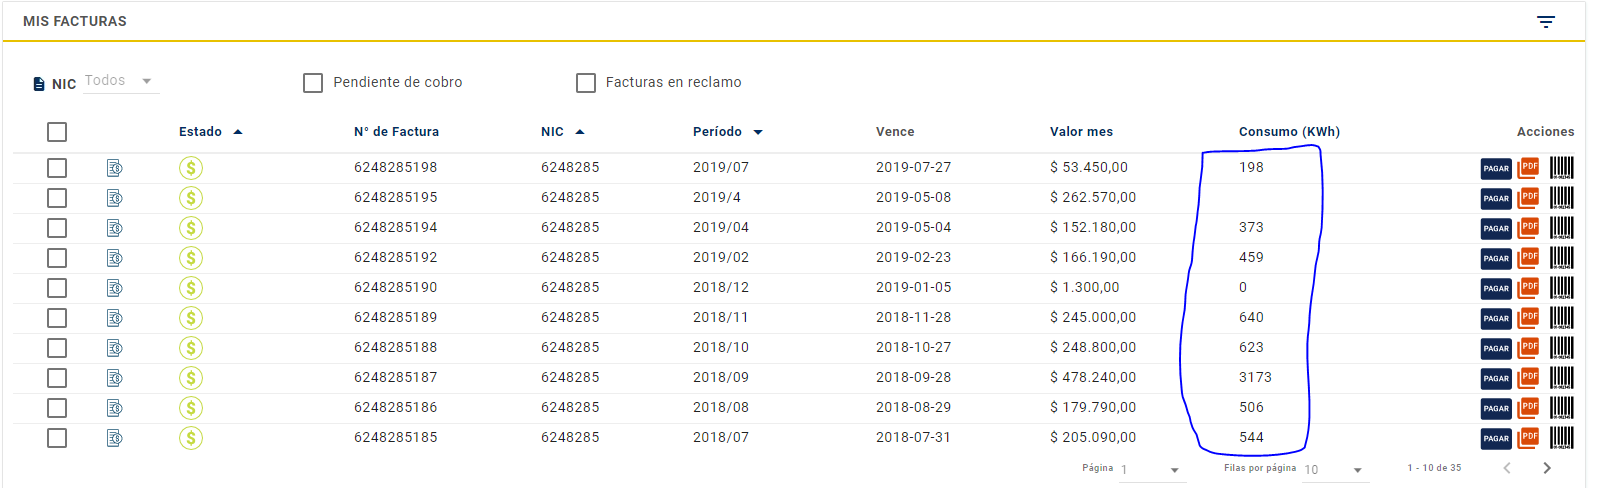 MIS FACTURAS
NIC Todos Pendiente de cobro Facturas en reclamo
Estado N° de Factura NIC Período Vence Valor mes Consumo (KWh) Acciones
$ 6248285198 6248285 2019/07 2019-07-27 $ 53.450,00 198 PAGAR PDF
$ 6248285195 6248285 2019/4 2019-05-08 $ 262.570,00 PAGAR PDF
$ 6248285194 6248285 2019/04 2019-05-04 $ 152.180,00 373 PAGAR PDF
$ 6248285192 6248285 2019/02 2019-02-23 $ 166.190,00 459 PAGAR PDF
$ 6248285190 6248285 2018/12 2019-01-05 $ 1.300,00 0 PAGAR PDF
$ 6248285189 6248285 2018/11 2018-11-28 $ 245.000,00 640 PAGAR PDF
$ 6248285188 6248285 2018/10 2018-10-27 $ 248.800,00 623 PAGAR PDF
$ 6248285187 6248285 2018/09 2018-09-28 $ 478.240,00 3173 PAGAR PDF
$ 6248285186 6248285 2018/08 2018-08-29 $ 179.790,00 506 PAGAR PDF
$ 6248285185 6248285 2018/07 2018-07-31 $ 205.090,00 544 PAGAR PDF
Página 1 Filas por página 10 1 - 10 de 35